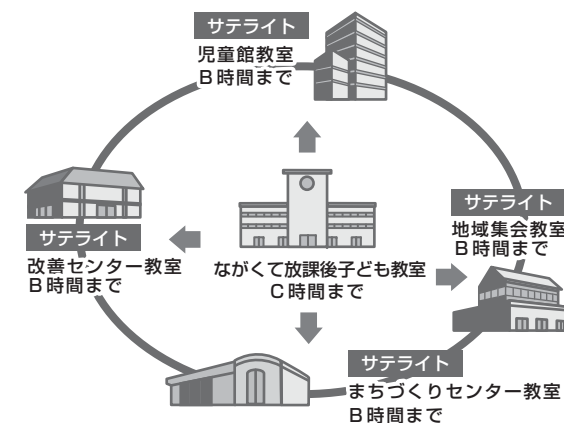 サテライト
児童館教室
Ｂ時間まで
サテライト
地域集会教室
Ｂ時間まで
サテライト
改善センター教室
Ｂ時間まで
ながくて放課後子ども教室
Ｃ時間まで
サテライト
まちづくりセンター教室
Ｂ時間まで